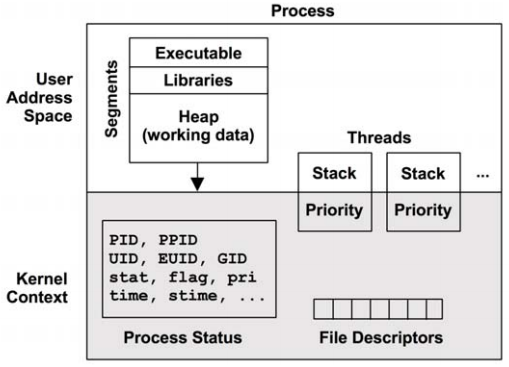 Process
User
Address
Space
Segments
Executable
Libraries
Heap
(working data)
Threads
Stack
Stack
...
Priority
Priority
Kernel
Context
PID, PPID
UID, EUID, GID
stat, flag, pri
time, stime, ...
Process Status
File Descriptors